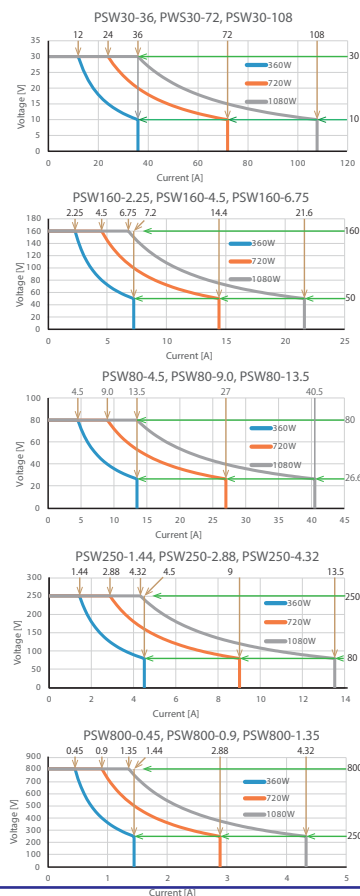 PSW30-36, PWS30-72, PSW30-108
12 24 36 72 108
35
30
25
20
15
10
5
0
Voltage [V]
360W
720W
1080W
30
10
0 20 40 60 80 100 120
Current [A]
PSW160-2.25, PSW160-4.5, PSW160-6.75
2.25 4.5 6.75 7.2 14.4 21.6
180
160
140
120
100
80
60
40
20
0
Voltage [V]
360W
720W
1080W
160
50
0 5 10 15 20 25
Current [A]
PSW80-4.5, PSW80-9.0, PSW80-13.5
4.5 9.0 13.5 27 40.5
100
80
60
40
20
0
Voltage [V]
360W
720W
1080W
80
26.6
0 5 10 15 20 25 30 35 40 45
Current [A]
PSW250-1.44, PSW250-2.88, PSW250-4.32
1.44 2.88 4.32 4.5 9 13.5
300
250
200
150
100
50
0
Voltage [V]
360W
720W
1080W
250
80
0 2 4 6 8 10 12 14
Current [A]
PSW800-0.45, PSW800-0.9, PSW800-1.35
0.45 0.9 1.35 1.44 2.88 4.32
900
800
700
600
500
400
300
200
100
0
Voltage [V]
360W
720W
1080W
800
250
0 1 2 3 4 5
Current [A]